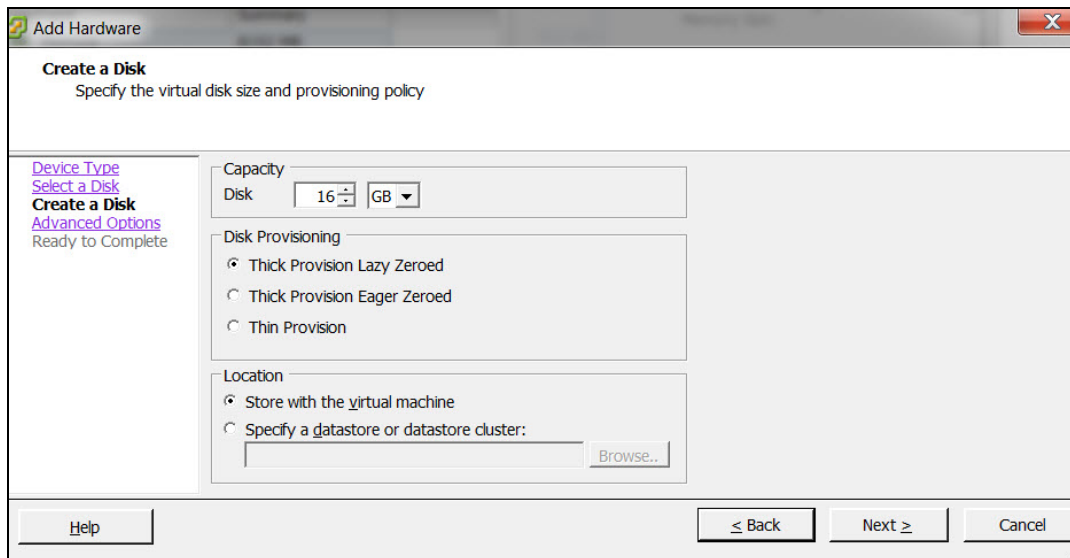 Add Hardware
Create a Disk
Specify the virtual disk size and provisioning policy
Device Type
Select a Disk
Create a Disk
Advanced Options
Ready to Complete
Capacity
Disk 16 GB
Disk Provisioning
Thick Provision Lazy Zeroed
Thick Provision Eager Zeroed
Thin Provision
Location
Store with the virtual machine
Specify a datastore or datastore cluster:
Browse..
Help
< Back Next > Cancel